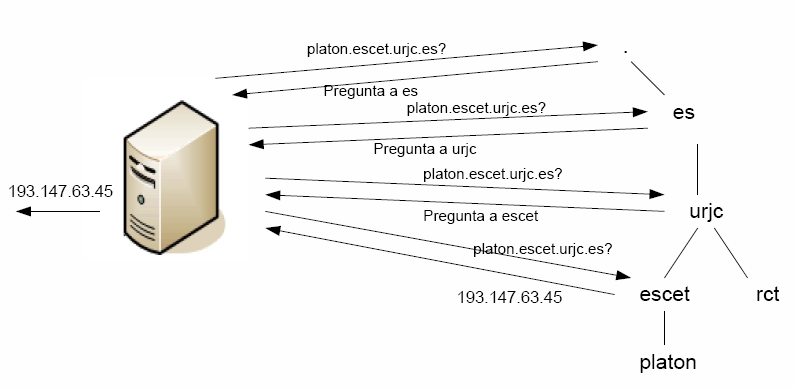 platon.escet.urjc.es?
.
Pregunta a es
platon.escet.urjc.es?
es
Pregunta a urjc
platon.escet.urjc.es?
193.147.63.45
Pregunta a escet
urjc
platon.escet.urjc.es?
193.147.63.45
escet
rct
platon